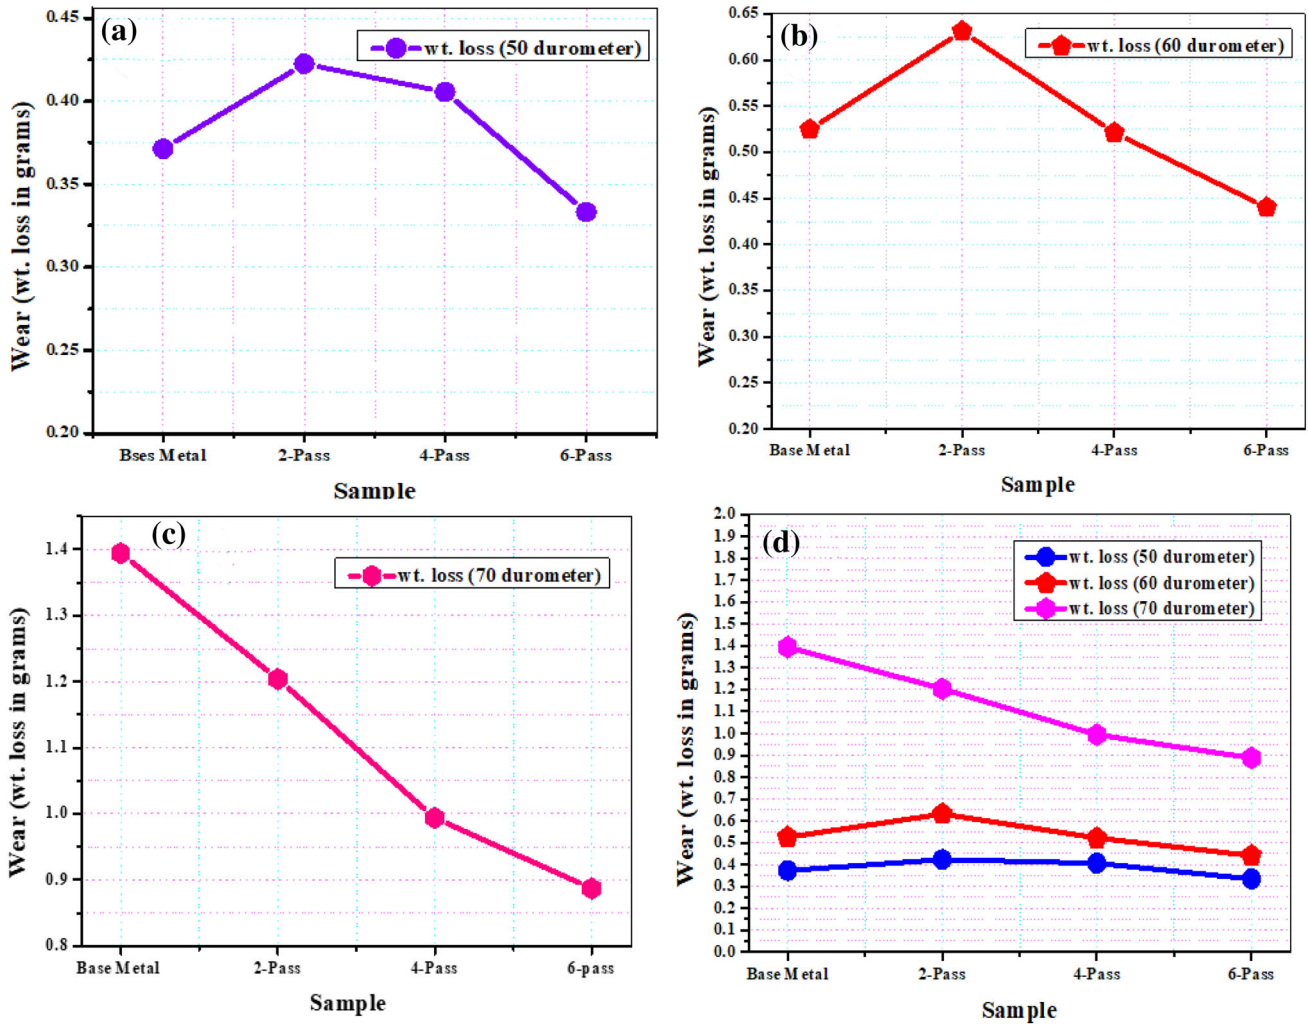 (a)
wt. loss (50 durometer)
Wear (wt. loss in grams)
0.45
0.40
0.35
0.30
0.25
0.20
Bses Metal 2-Pass 4-Pass 6-Pass
Sample
(b)
wt. loss (60 durometer)
Wear (wt. loss in grams)
0.65
0.60
0.55
0.50
0.45
0.40
0.35
0.30
0.25
0.20
Base Metal 2-Pass 4-Pass 6-Pass
Sample
(c)
wt. loss (70 durometer)
Wear (wt. loss in grams)
1.4
1.3
1.2
1.1
1.0
0.9
0.8
Base Metal 2-Pass 4-Pass 6-pass
Sample
(d)
wt. loss (50 durometer)
wt. loss (60 durometer)
wt. loss (70 durometer)
Wear (wt. loss in grams)
2.0
1.9
1.8
1.7
1.6
1.5
1.4
1.3
1.2
1.1
1.0
0.9
0.8
0.7
0.6
0.5
0.4
0.3
0.2
0.1
0.0
Base Metal 2-Pass 4-Pass 6-Pass
Sample